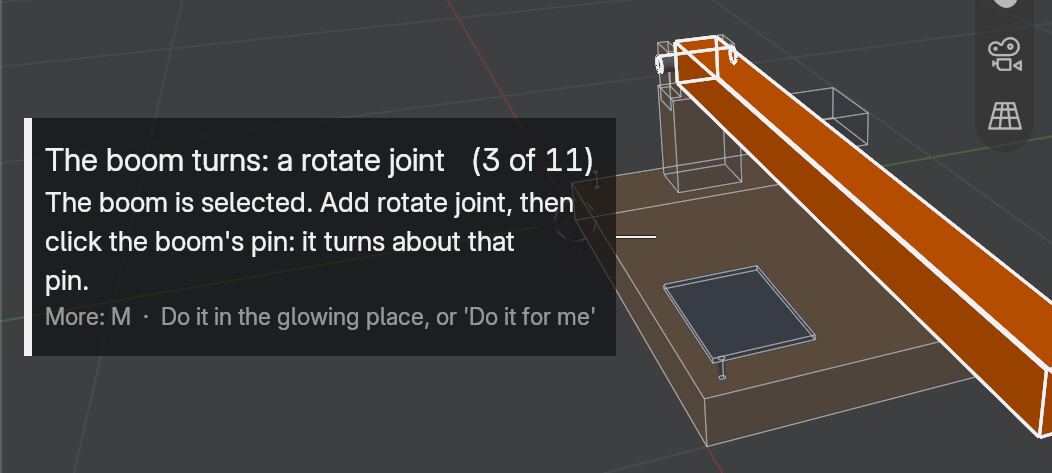 The boom turns: a rotate joint (3 of 11)
The boom is selected. Add rotate joint, then
click the boom's pin: it turns about that
pin.
More: M · Do it in the glowing place, or 'Do it for me'